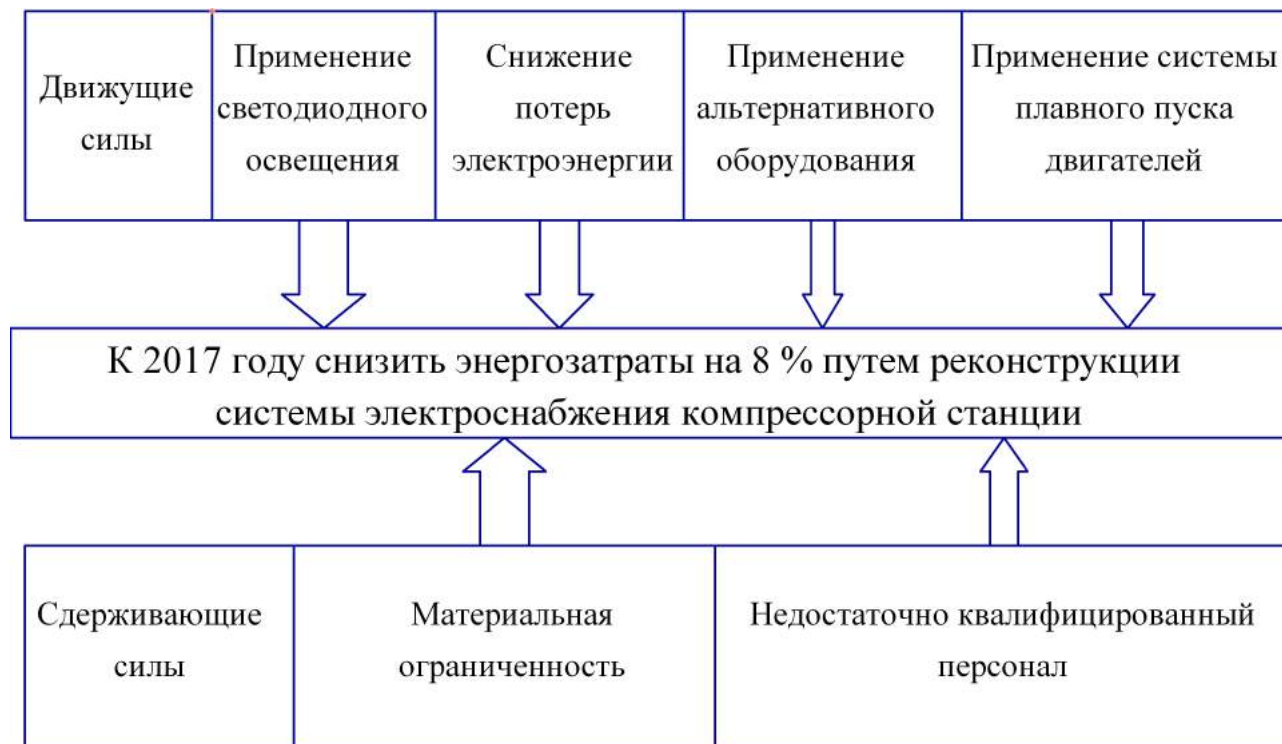 Движущие
силы
Применение
светодиодного
освещения
Снижение
потерь
электроэнергии
Применение
альтернативного
оборудования
Применение системы
плавного пуска
двигателей
К 2017 году снизить энергозатраты на 8 % путем реконструкции
системы электроснабжения компрессорной станции
Сдерживающие
силы
Материальная
ограниченность
Недостаточно квалифицированный
персонал